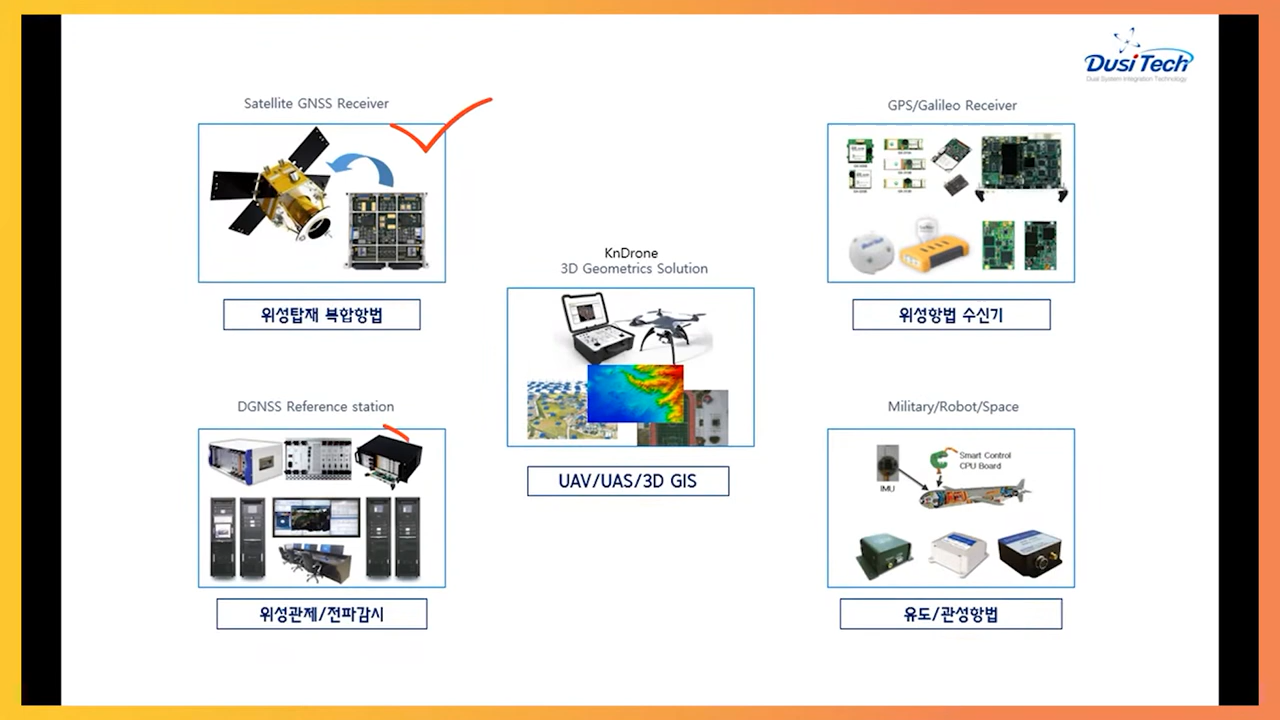 DusiTech
Dual System Integration Technology
Satellite GNSS Receiver
위성탑재 복합항법
GPS/Galileo Receiver
DusiTech
위성항법 수신기
KnDrone
3D Geometrics Solution
UAV/UAS/3D GIS
DGNSS Reference station
위성관제/전파감시
Military/Robot/Space
Smart Control
CPU Board
IMU
유도/관성항법